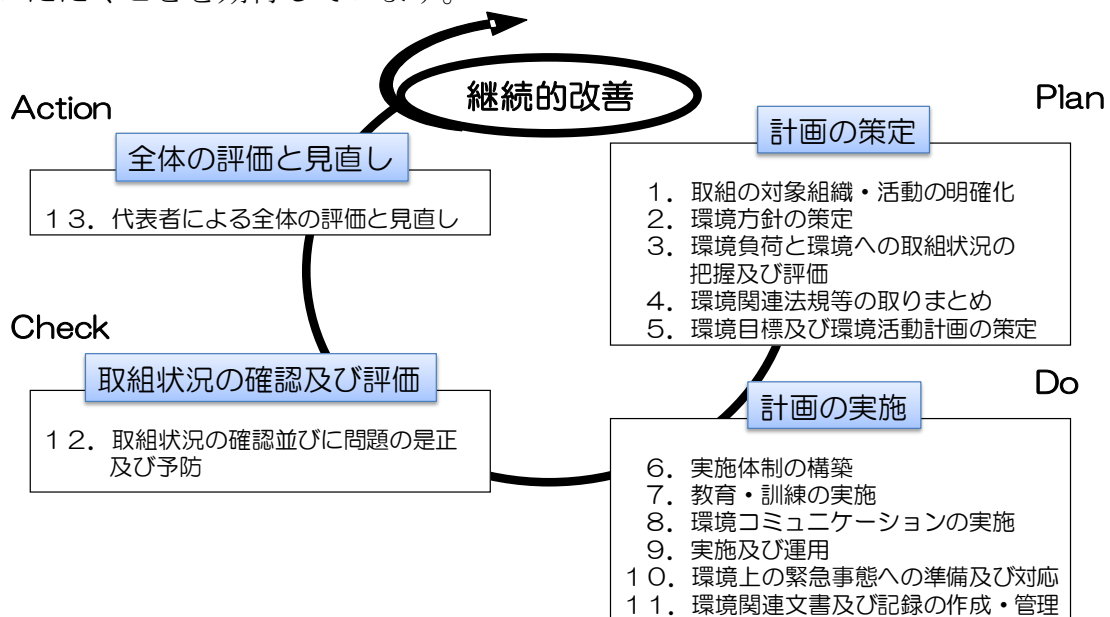 継続的改善
Action
全体の評価と見直し
１３．代表者による全体の評価と見直し
Plan
計画の策定
１．取組の対象組織・活動の明確化
２．環境方針の策定
３．環境負荷と環境への取組状況の
把握及び評価
４．環境関連法規等の取りまとめ
５．環境目標及び環境活動計画の策定
Check
取組状況の確認及び評価
１２．取組状況の確認並びに問題の是正
及び予防
Do
計画の実施
６．実施体制の構築
７．教育・訓練の実施
８．環境コミュニケーションの実施
９．実施及び運用
１０．環境上の緊急事態への準備及び対応
１１．環境関連文書及び記録の作成・管理